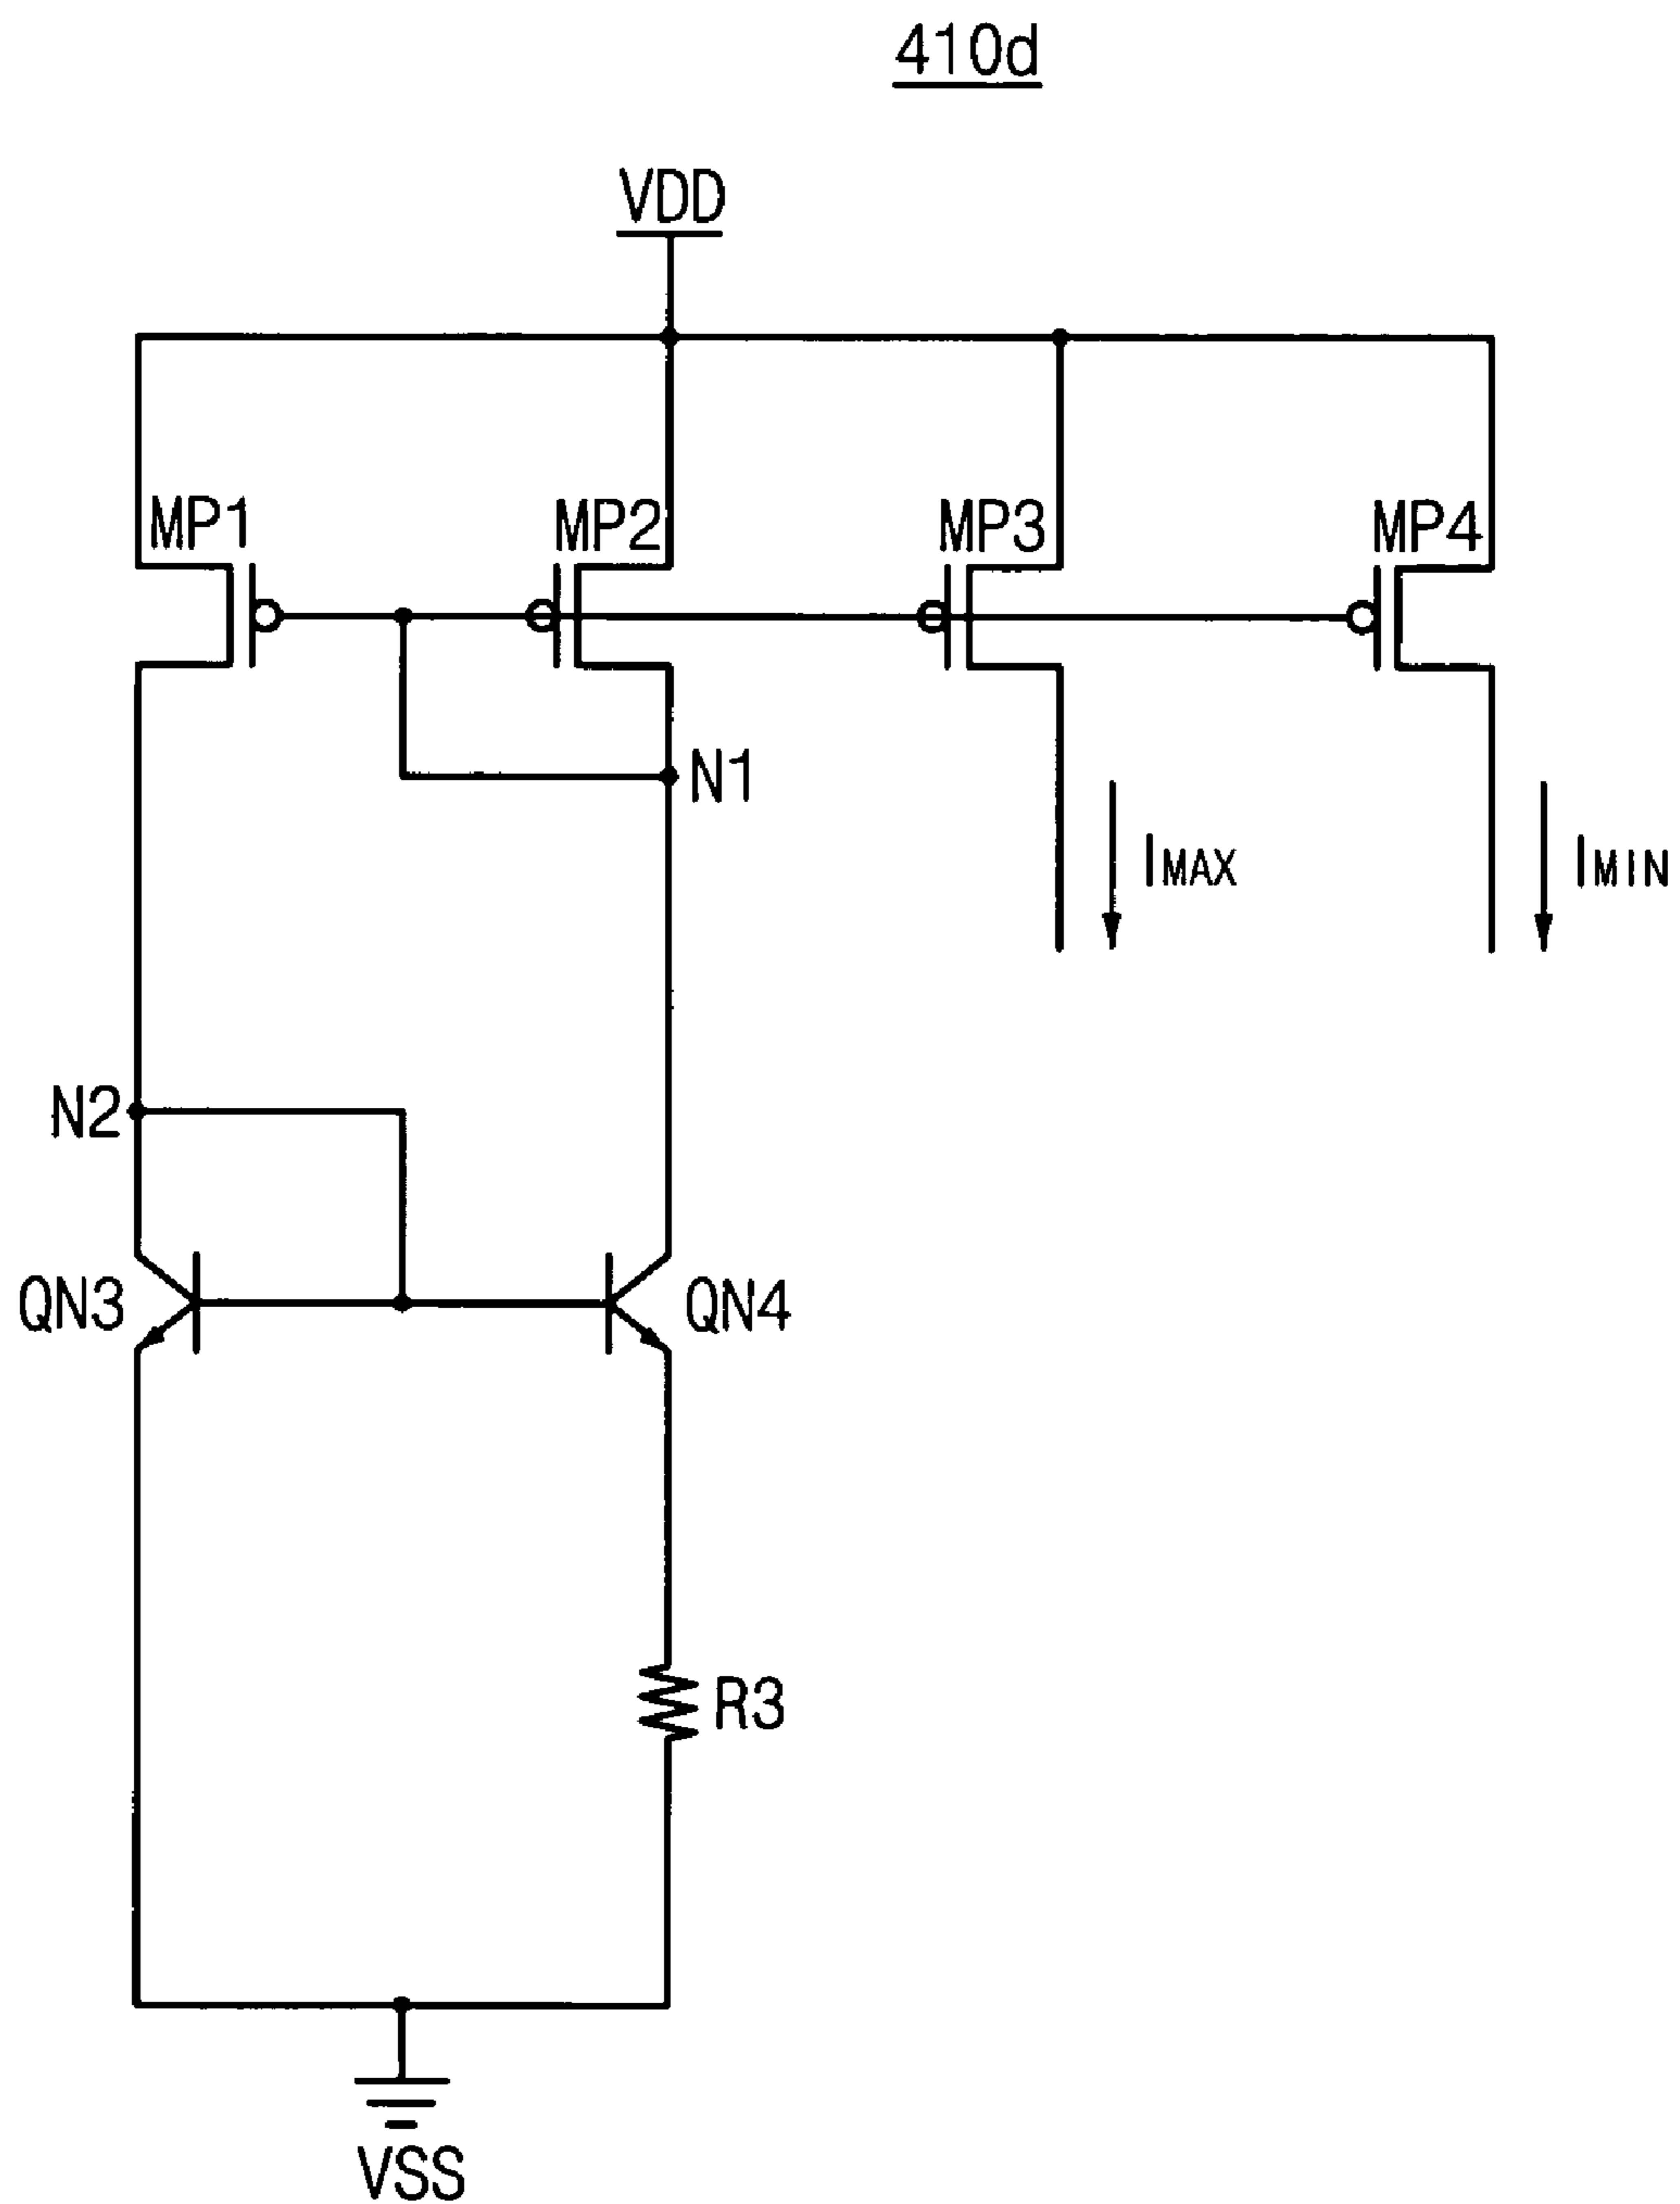 410d
VDD
MP1
MP2
MP3
MP4
N1
IMAX
IMIN
N2
QN3
QN4
R3
VSS